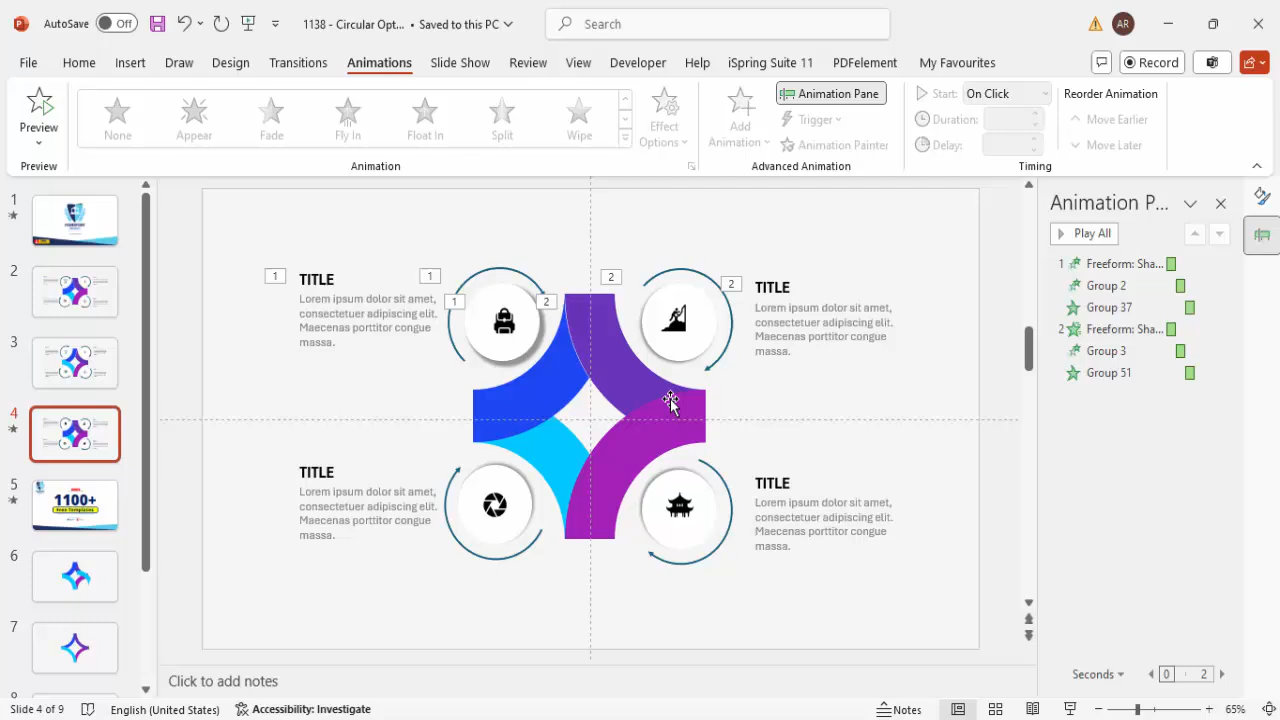 AutoSave Off 1138 - Circular Opt... • Saved to this PC Search AR
File Home Insert Draw Design Transitions Animations Slide Show Review View Developer Help iSpring Suite 11 PDFelement My Favourites Record
Preview None Appear Fade Fly In Float In Split Wipe Effect Options Add Animation Animation Pane Trigger Animation Painter Start: On Click Duration: Delay: Reorder Animation Move Earlier Move Later
Preview Animation Advanced Animation Timing
1
2
3
4
5
1100+
6
7
8
1 TITLE
Lorem ipsum dolor sit amet,
consectetuer adipiscing elit.
Maecenas porttitor congue
massa.
1
1
2
2
2
TITLE
Lorem ipsum dolor sit amet,
consectetuer adipiscing elit.
Maecenas porttitor congue
massa.
TITLE
Lorem ipsum dolor sit amet,
consectetuer adipiscing elit.
Maecenas porttitor congue
massa.
TITLE
Lorem ipsum dolor sit amet,
consectetuer adipiscing elit.
Maecenas porttitor congue
massa.
Animation P...
Play All
1 Freeform: Sha...
Group 2
Group 37
2 Freeform: Sha...
Group 3
Group 51
Seconds 0 2
Click to add notes
Slide 4 of 9 English (United States) Accessibility: Investigate Notes 65%